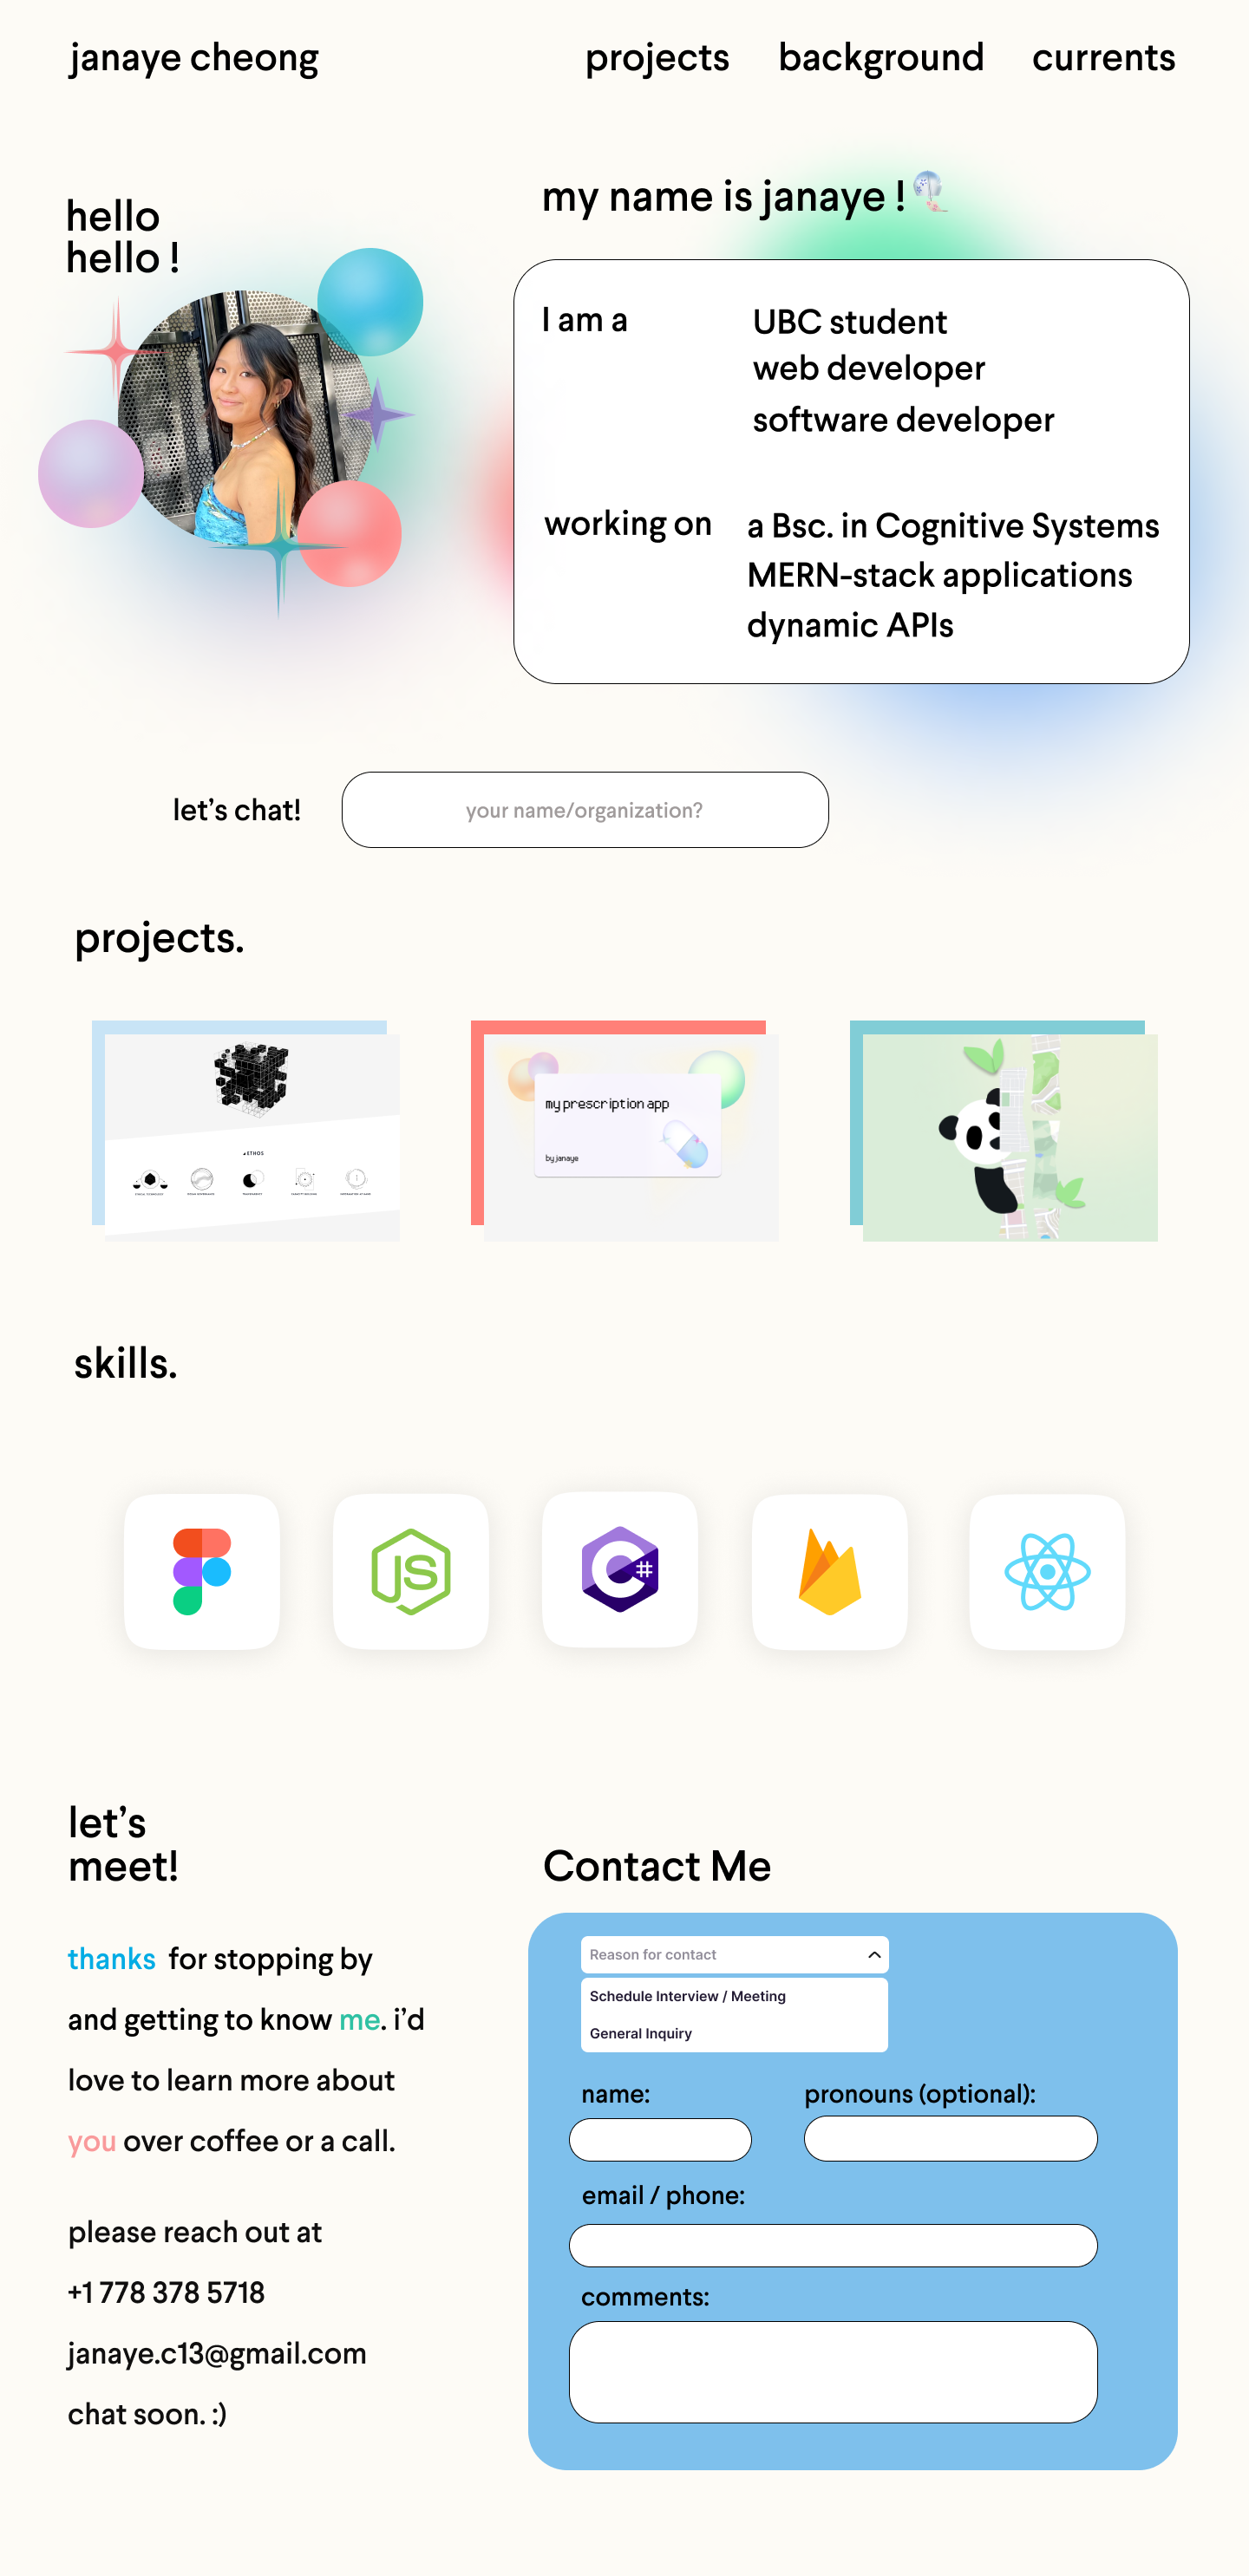 janaye cheong
projects background currents
hello
hello !
my name is janaye !
I am a
UBC student
web developer
software developer
working on
a Bsc. in Cognitive Systems
MERN-stack applications
dynamic APIs
let's chat!
your name/organization?
projects.
ETHOS
my prescription app
by janaye
skills.
JS
C#
let's
meet!
thanks for stopping by
and getting to know me. i'd
love to learn more about
you over coffee or a call.
please reach out at
+1 778 378 5718
janaye.c13@gmail.com
chat soon. :)
Contact Me
Reason for contact
Schedule Interview / Meeting
General Inquiry
name:
pronouns (optional):
email / phone:
comments: